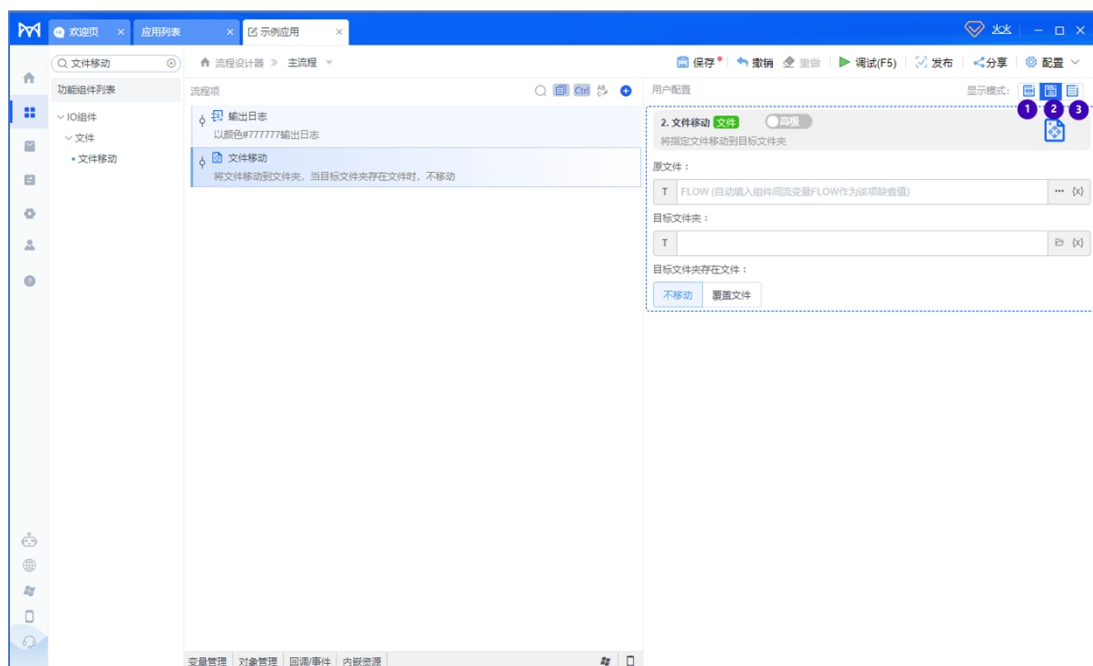 欢迎页 × 应用列表 × 示例应用 × 火火
文件移动
流程设计器 》 主流程
保存 撤销 重做 调试(F5) 发布 分享 配置
功能组件列表
IO组件
文件
文件移动
流程项
Ctrl
输出日志
以颜色#777777输出日志
文件移动
将文件移动到文件夹，当目标文件夹存在文件时，不移动
用户配置 显示模式：
1 2 3
2. 文件移动 文件 高级
将指定文件移动到目标文件夹
原文件：
T FLOW (自动填入组件间流变量FLOW作为该项缺省值) ••• {X}
目标文件夹：
T {X}
目标文件夹存在文件：
不移动 覆盖文件
变量管理 对象管理 回调/事件 内嵌资源